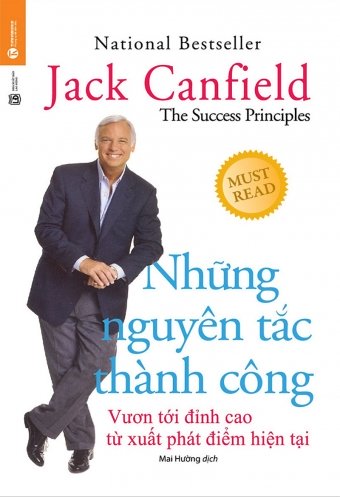 National Bestseller
Jack Canfield
The Success Principles
MUST
READ
Những
nguyên tắc
thành công
Vươn tới đỉnh cao
từ xuất phát điểm hiện tại
Mai Hường dịch